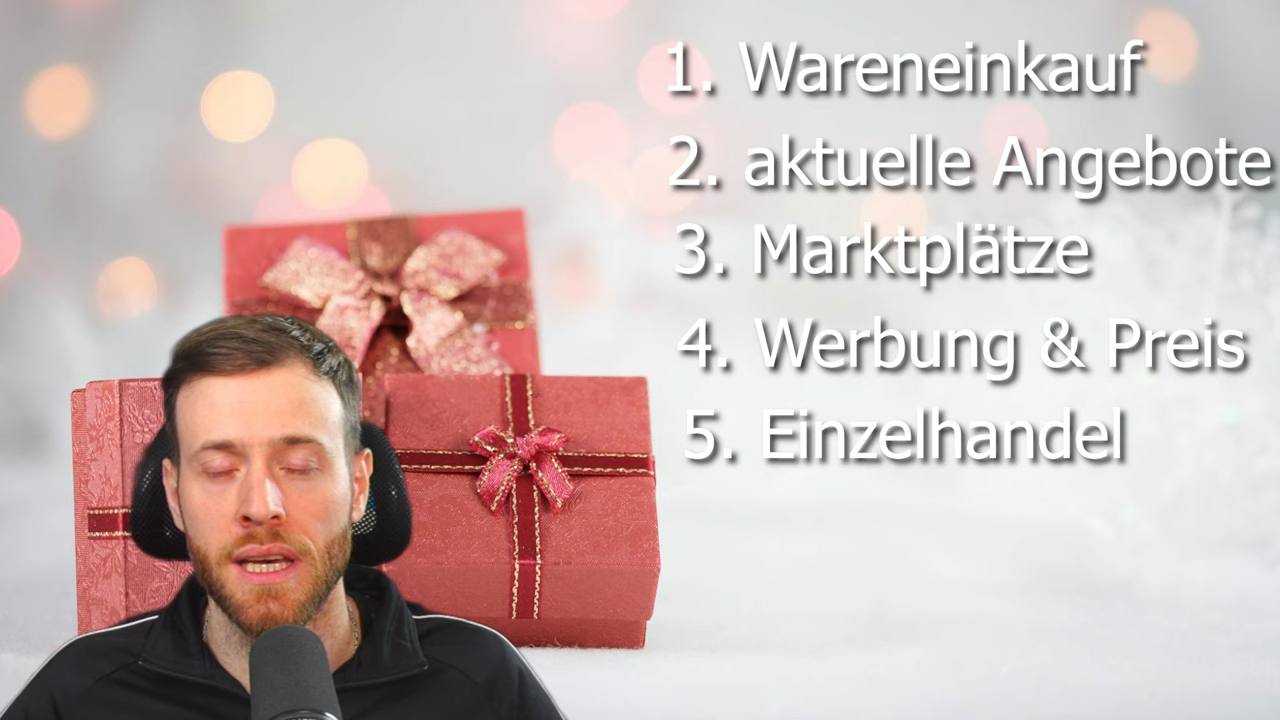 1. Wareneinkauf
2. aktuelle Angebote
3. Marktplätze
4. Werbung & Preis
5. Einzelhandel